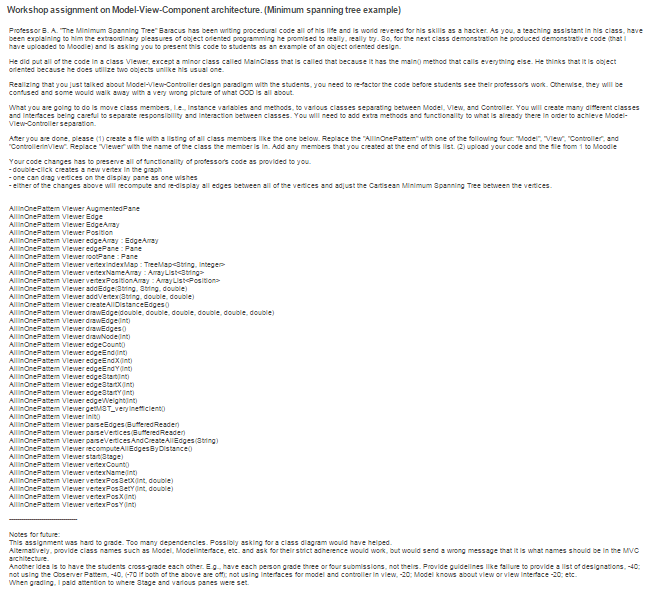 Workshop assignment on Model-View-Component architecture. (Minimum spanning tree example)
Professor B. A. "The Minimum Spanning Tree" Baracus has been writing procedural code all of his life and is world revered for his skills as a hacker. As you, a teaching assistant in his class, have
been explaining to him the extraordinary pleasures of object oriented programming he promised to really, really try. So, for the next class demonstration he produced demonstrative code (that I
have uploaded to Moodle) and is asking you to present this code to students as an example of an object oriented design.
He did put all of the code in a class Viewer, except a minor class called MainClass that is called that because it has the main() method that calls everything else. He thinks that it is object
oriented because he does utilize two objects unlike his usual one.
Realizing that you just talked about Model-View-Controller design paradigm with the students, you need to re-factor the code before students see their professor's work. Otherwise, they will be
confused and some would walk away with a very wrong picture of what OOD is all about.
What you are going to do is move class members, i.e., instance variables and methods, to various classes separating between Model, View, and Controller. You will create many different classes
and interfaces being careful to separate responsibility and interaction between classes. You will need to add extra methods and functionality to what is already there in order to achieve Model-
View-Controller separation.
After you are done, please (1) create a file with a listing of all class members like the one below. Replace the "AllInOnePattern" with one of the following four: "Model", "View", "Controller", and
"ControllerInView". Replace "Viewer" with the name of the class the member is in. Add any members that you created at the end of this list. (2) upload your code and the file from 1 to Moodle
Your code changes has to preserve all of functionality of professor's code as provided to you.
- double-click creates a new vertex in the graph
- one can drag vertices on the display pane as one wishes
- either of the changes above will recompute and re-display all edges between all of the vertices and adjust the Cartisean Minimum Spanning Tree between the vertices.
AllInOnePattern Viewer AugmentedPane
AllInOnePattern Viewer Edge
AllInOnePattern Viewer EdgeArray
AllInOnePattern Viewer Position
AllInOnePattern Viewer edgeArray : EdgeArray
AllInOnePattern Viewer edgePane : Pane
AllInOnePattern Viewer rootPane : Pane
AllInOnePattern Viewer vertexIndexMap : TreeMap<String, Integer>
AllInOnePattern Viewer vertexNameArray : ArrayList<String>
AllInOnePattern Viewer vertexPositionArray : ArrayList<Position>
AllInOnePattern Viewer addEdge(String, String, double)
AllInOnePattern Viewer addVertex(String, double, double)
AllInOnePattern Viewer createAllDistanceEdges()
AllInOnePattern Viewer drawEdge(double, double, double, double, double, double)
AllInOnePattern Viewer drawEdge(int)
AllInOnePattern Viewer drawEdges()
AllInOnePattern Viewer drawNode(int)
AllInOnePattern Viewer edgeCount()
AllInOnePattern Viewer edgeEnd(int)
AllInOnePattern Viewer edgeEndX(int)
AllInOnePattern Viewer edgeEndY(int)
AllInOnePattern Viewer edgeStart(int)
AllInOnePattern Viewer edgeStartX(int)
AllInOnePattern Viewer edgeStartY(int)
AllInOnePattern Viewer edgeWeight(int)
AllInOnePattern Viewer getMST_veryInefficient()
AllInOnePattern Viewer init()
AllInOnePattern Viewer parseEdges(BufferedReader)
AllInOnePattern Viewer parseVertices(BufferedReader)
AllInOnePattern Viewer parseVerticesAndCreateAllEdges(String)
AllInOnePattern Viewer recomputeAllEdgesByDistance()
AllInOnePattern Viewer start(Stage)
AllInOnePattern Viewer vertexCount()
AllInOnePattern Viewer vertexName(int)
AllInOnePattern Viewer vertexPosSetX(int, double)
AllInOnePattern Viewer vertexPosSetY(int, double)
AllInOnePattern Viewer vertexPosX(int)
AllInOnePattern Viewer vertexPosY(int)
Notes for future:
This assignment was hard to grade. Too many dependencies. Possibly asking for a class diagram would have helped.
Alternatively, provide class names such as Model, ModelInterface, etc. and ask for their strict adherence would work, but would send a wrong message that it is what names should be in the MVC
architecture.
Another idea is to have the students cross-grade each other. E.g., have each person grade three or four submissions, not theirs. Provide guidelines like failure to provide a list of designations, -40;
not using the Observer Pattern, -40, (-70 if both of the above are off); not using interfaces for model and controller in view, -20; Model knows about view or view interface -20; etc.
When grading, I paid attention to where Stage and various panes were set.